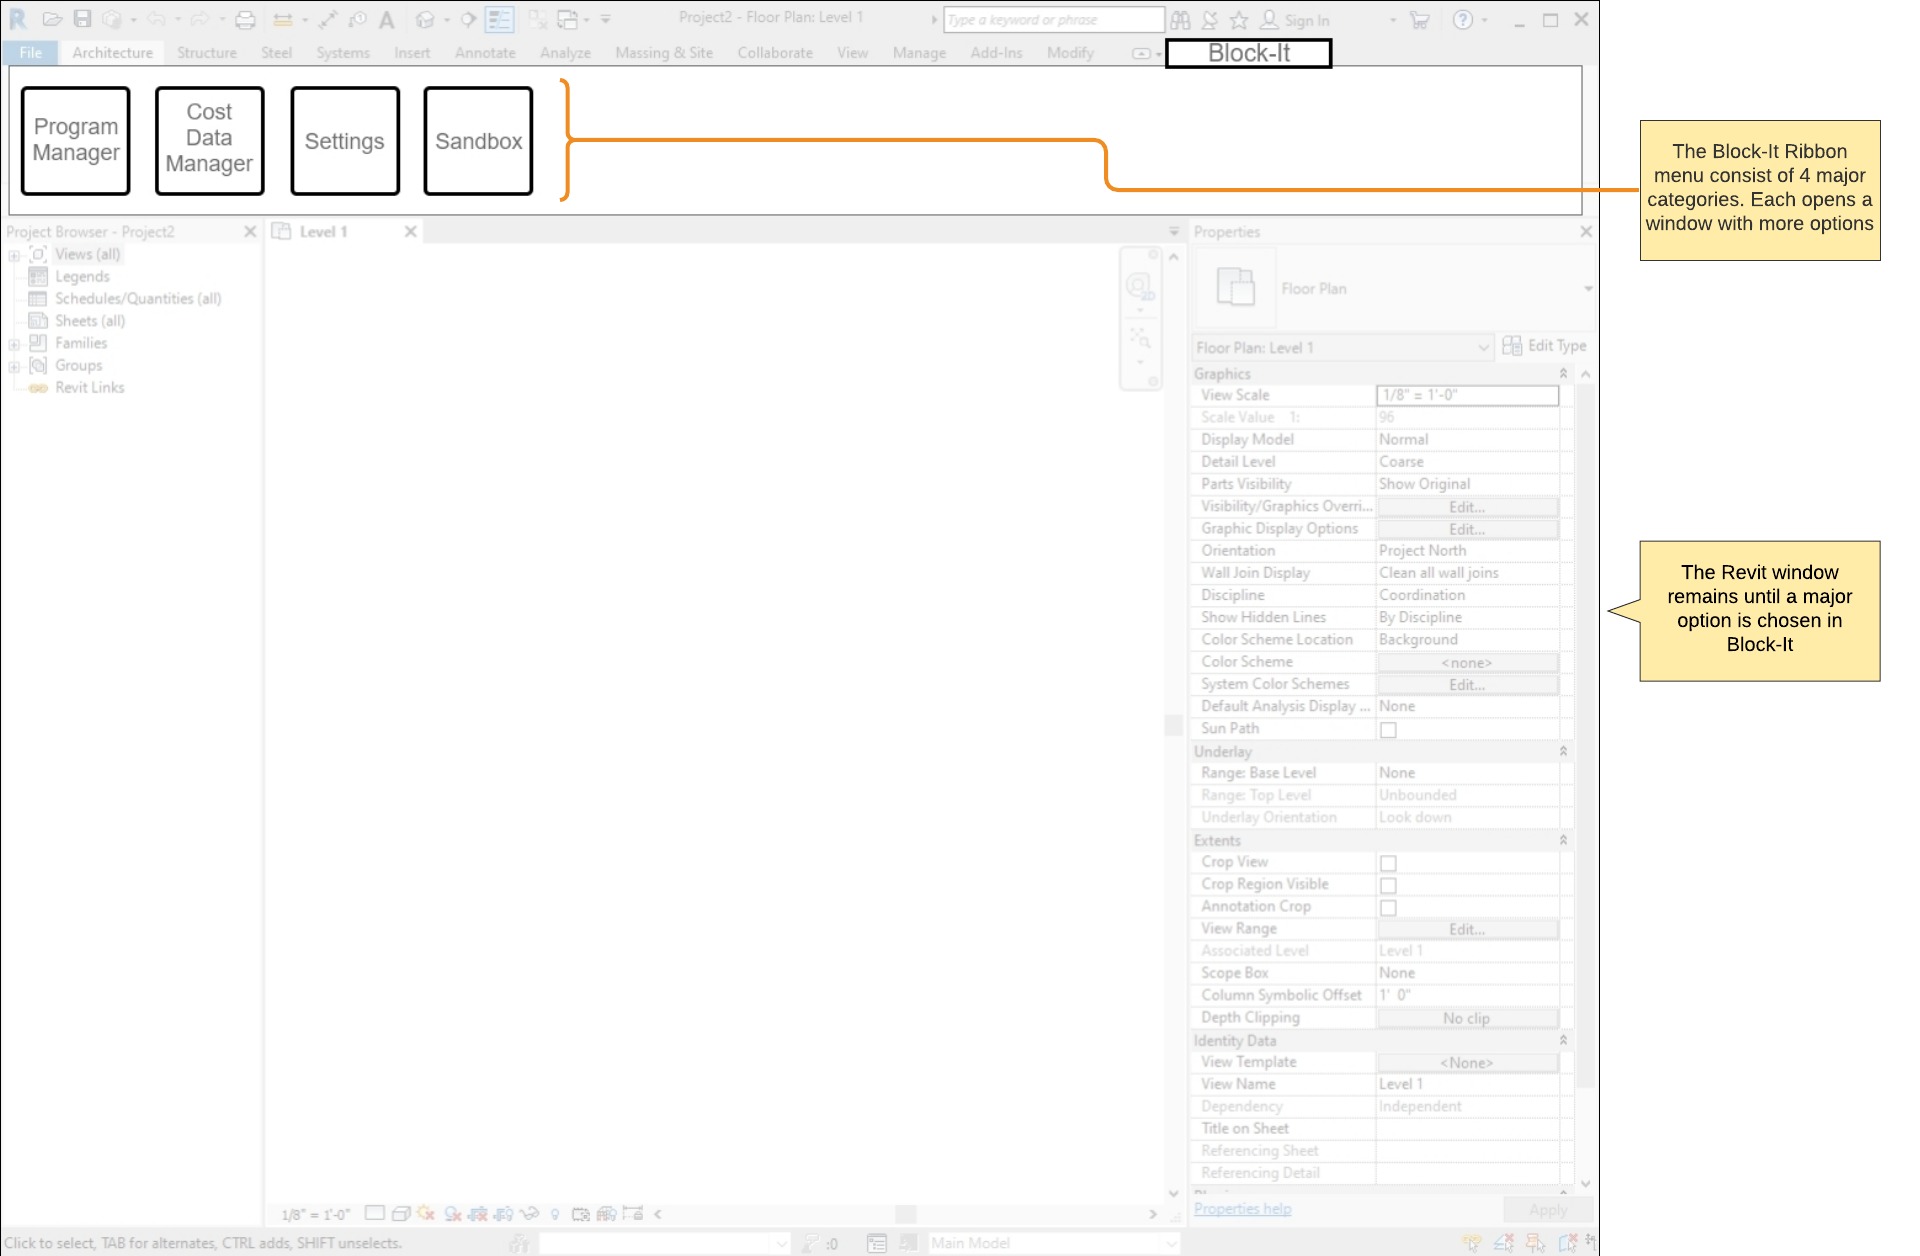 Project2 - Floor Plan: Level 1
Type a keyword or phrase
Sign In
File Architecture Structure Steel Systems Insert Annotate Analyze Massing & Site Collaborate View Manage Add-Ins Modify
Block-It
Program
Manager
Cost
Data
Manager
Settings
Sandbox
The Block-It Ribbon
menu consist of 4 major
categories. Each opens a
window with more options
Project Browser - Project2
Views (all)
Legends
Schedules/Quantities (all)
Sheets (all)
Families
Groups
Revit Links
Level 1
2D
Properties
Floor Plan
Floor Plan: Level 1
Edit Type
Graphics
View Scale 1/8" = 1'-0"
Scale Value 1: 96
Display Model Normal
Detail Level Coarse
Parts Visibility Show Original
Visibility/Graphics Overri... Edit...
Graphic Display Options Edit...
Orientation Project North
Wall Join Display Clean all wall joins
Discipline Coordination
Show Hidden Lines By Discipline
Color Scheme Location Background
Color Scheme <none>
System Color Schemes Edit...
Default Analysis Display ... None
Sun Path
Underlay
Range: Base Level None
Range: Top Level Unbounded
Underlay Orientation Look down
Extents
Crop View
Crop Region Visible
Annotation Crop
View Range Edit...
Associated Level Level 1
Scope Box None
Column Symbolic Offset 1' 0"
Depth Clipping No clip
Identity Data
View Template <None>
View Name Level 1
Dependency Independent
Title on Sheet
Referencing Sheet
Referencing Detail
Properties help
Apply
The Revit window
remains until a major
option is chosen in
Block-It
1/8" = 1'-0"
Click to select, TAB for alternates, CTRL adds, SHIFT unselects.
:0
Main Model